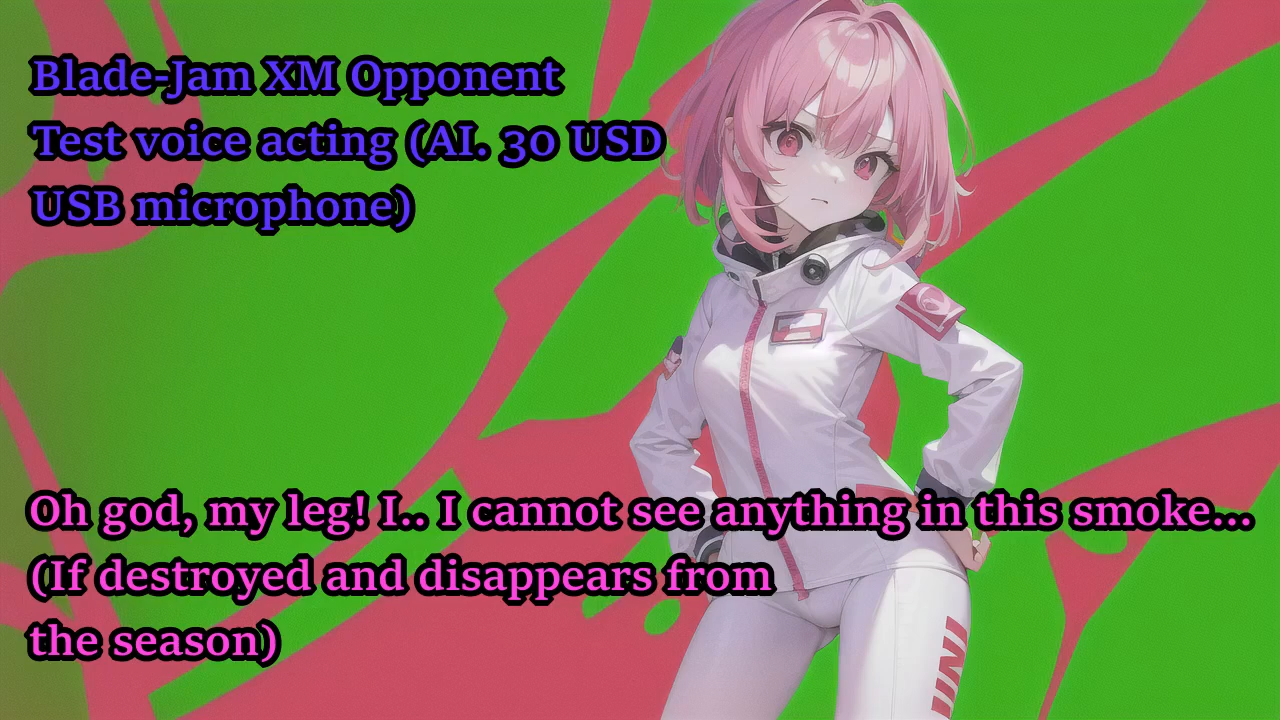 Blade-Jam XM Opponent
Test voice acting (AI. 30 USD
USB microphone)
Oh god, my leg! I.. I cannot see anything in this smoke...
(If destroyed and disappears from
the season)
INU